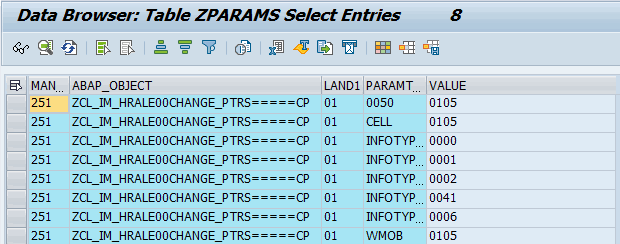 Data Browser: Table ZPARAMS Select Entries 8
MAN... ABAP_OBJECT LAND1 PARAMT... VALUE
251 ZCL_IM_HRALE00CHANGE_PTRS=====CP 01 0050 0105
251 ZCL_IM_HRALE00CHANGE_PTRS=====CP 01 CELL 0105
251 ZCL_IM_HRALE00CHANGE_PTRS=====CP 01 INFOTYP... 0000
251 ZCL_IM_HRALE00CHANGE_PTRS=====CP 01 INFOTYP... 0001
251 ZCL_IM_HRALE00CHANGE_PTRS=====CP 01 INFOTYP... 0002
251 ZCL_IM_HRALE00CHANGE_PTRS=====CP 01 INFOTYP... 0041
251 ZCL_IM_HRALE00CHANGE_PTRS=====CP 01 INFOTYP... 0006
251 ZCL_IM_HRALE00CHANGE_PTRS=====CP 01 WMOB 0105